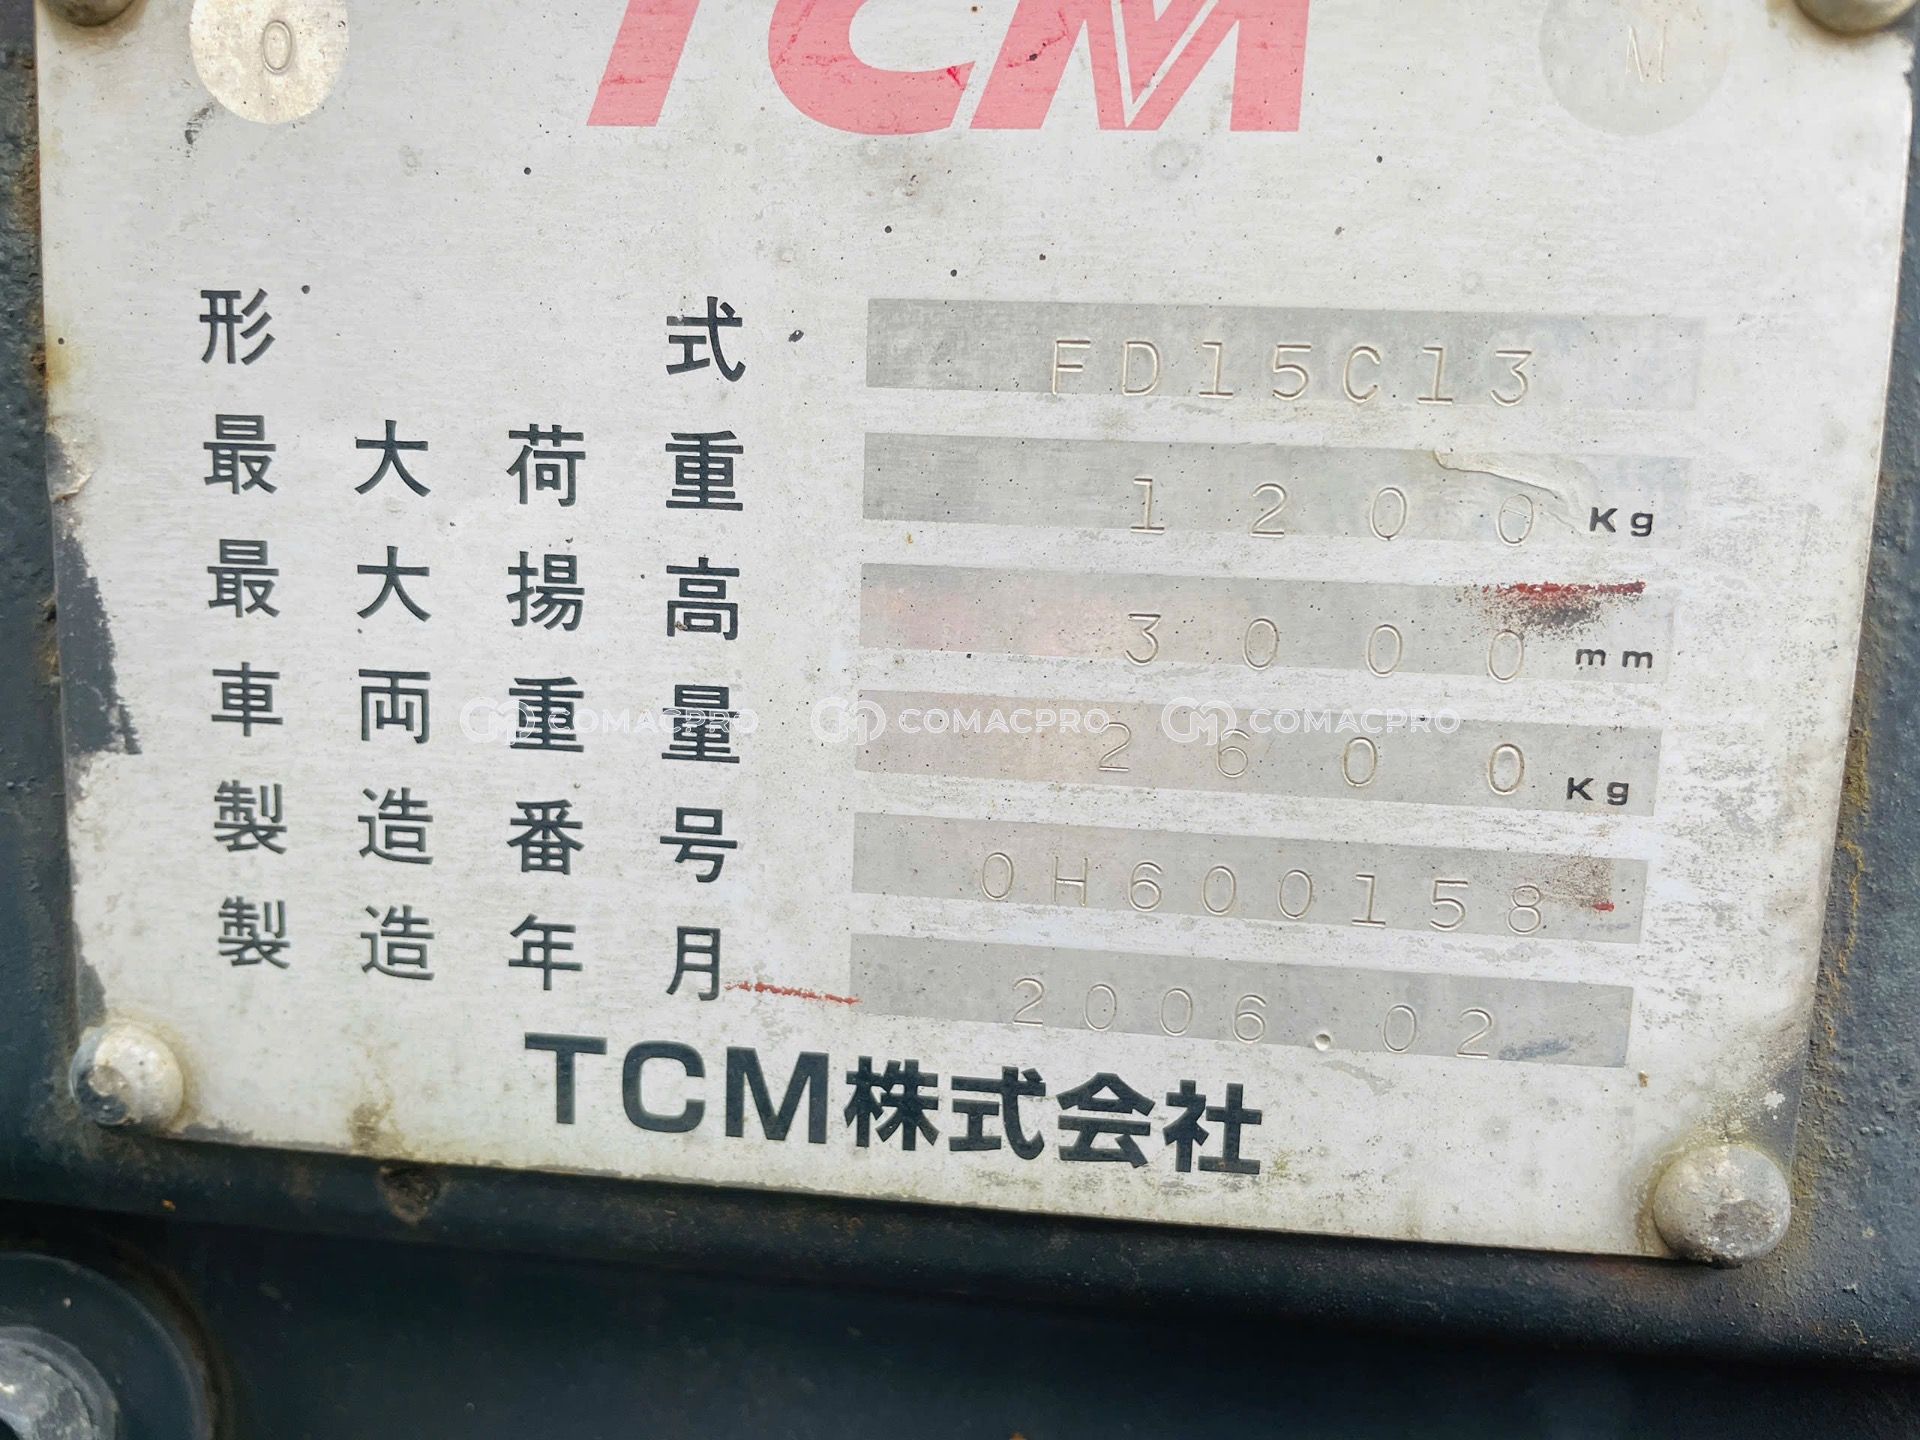 O TCM M
形式 FD15C13
最大荷重 1200 Kg
最大揚高 3000 mm
車両重量 2600 Kg
COMACPRO COMACPRO COMACPRO
製造番号 0H600158
製造年月 2006.02
TCM株式会社